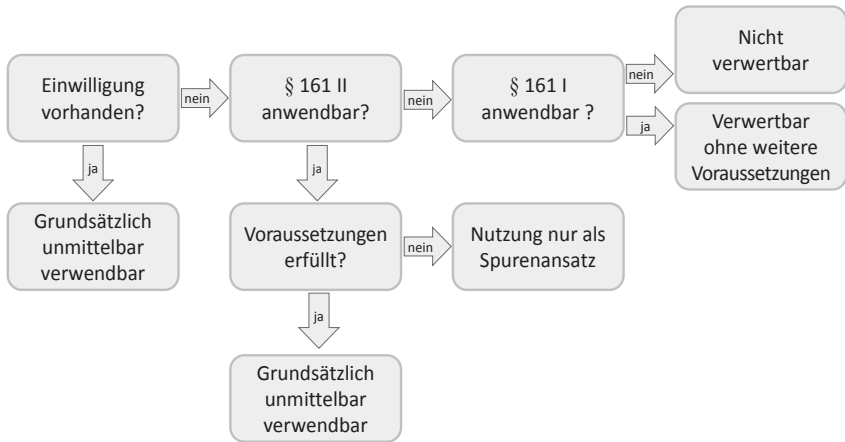 Einwilligung
vorhanden?
nein
§ 161 II
anwendbar?
nein
§ 161 I
anwendbar ?
nein
Nicht
verwertbar
ja
Verwertbar
ohne weitere
Voraussetzungen
ja
ja
Grundsätzlich
unmittelbar
verwendbar
Voraussetzungen
erfüllt?
nein
Nutzung nur als
Spurenansatz
ja
Grundsätzlich
unmittelbar
verwendbar